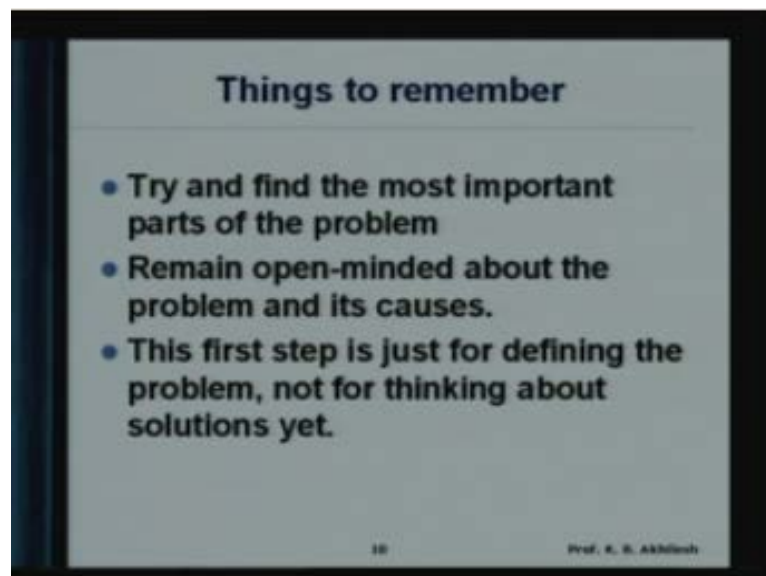 Things to remember
Try and find the most important
parts of the problem
Remain open-minded about the
problem and its causes.
This first step is just for defining the
problem, not for thinking about
solutions yet.
10
Prof. K. B. Akhilesh